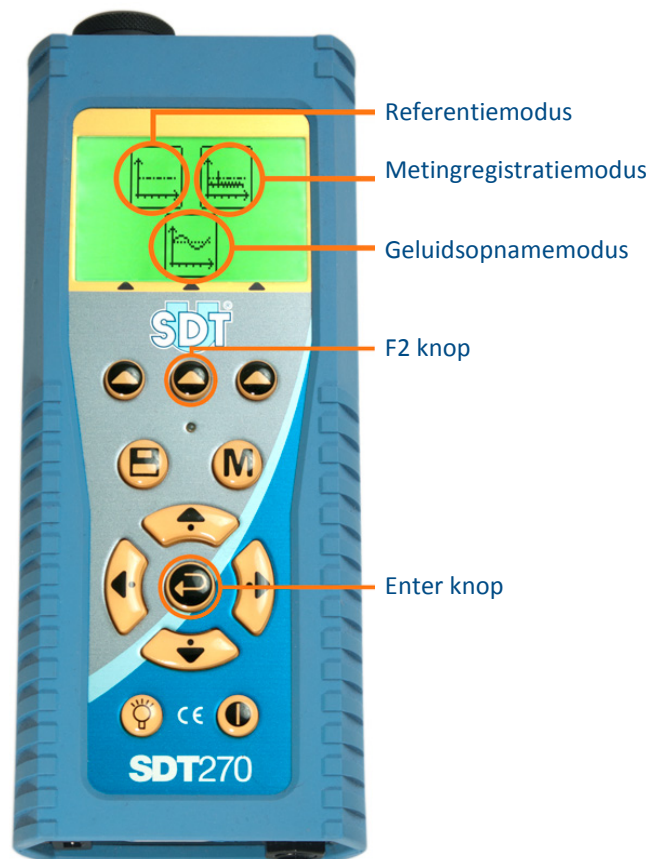 Referentiemodus
Metingregistratiemodus
Geluidsopnamemodus
SDT®
F2 knop
M
Enter knop
CE
SDT270